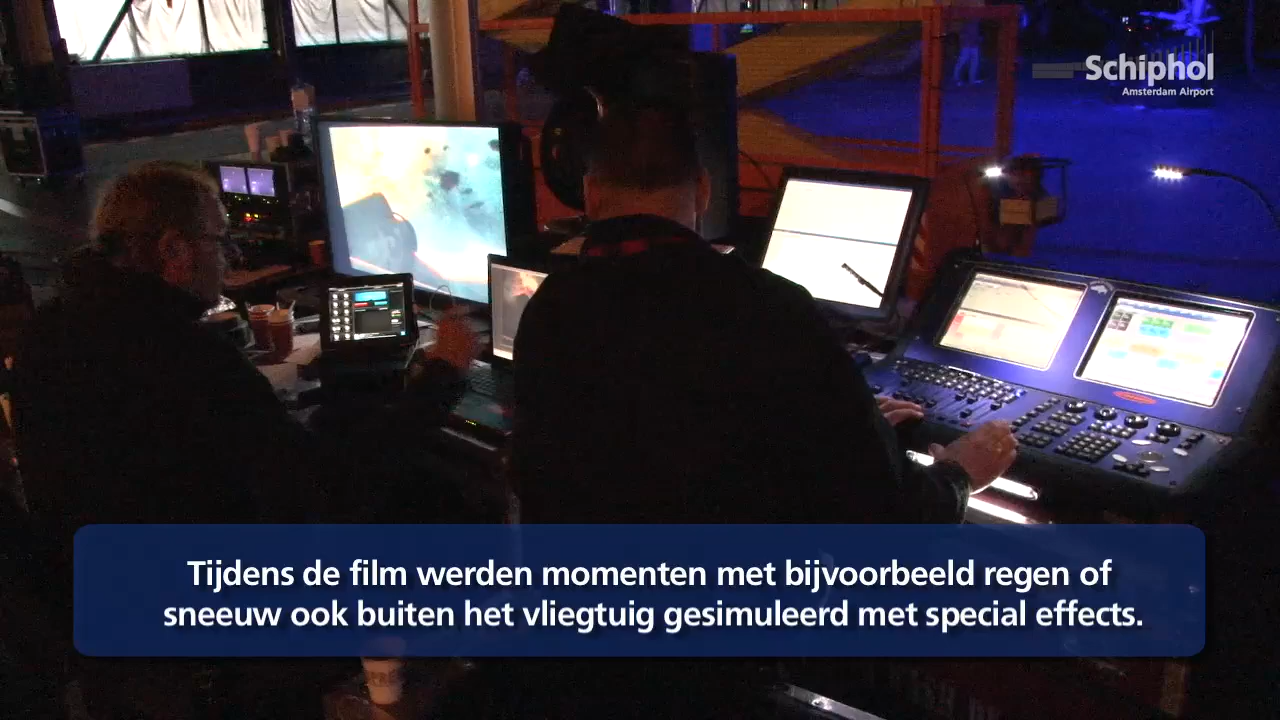 Schiphol
Amsterdam Airport
Tijdens de film werden momenten met bijvoorbeeld regen of
sneeuw ook buiten het vliegtuig gesimuleerd met special effects.